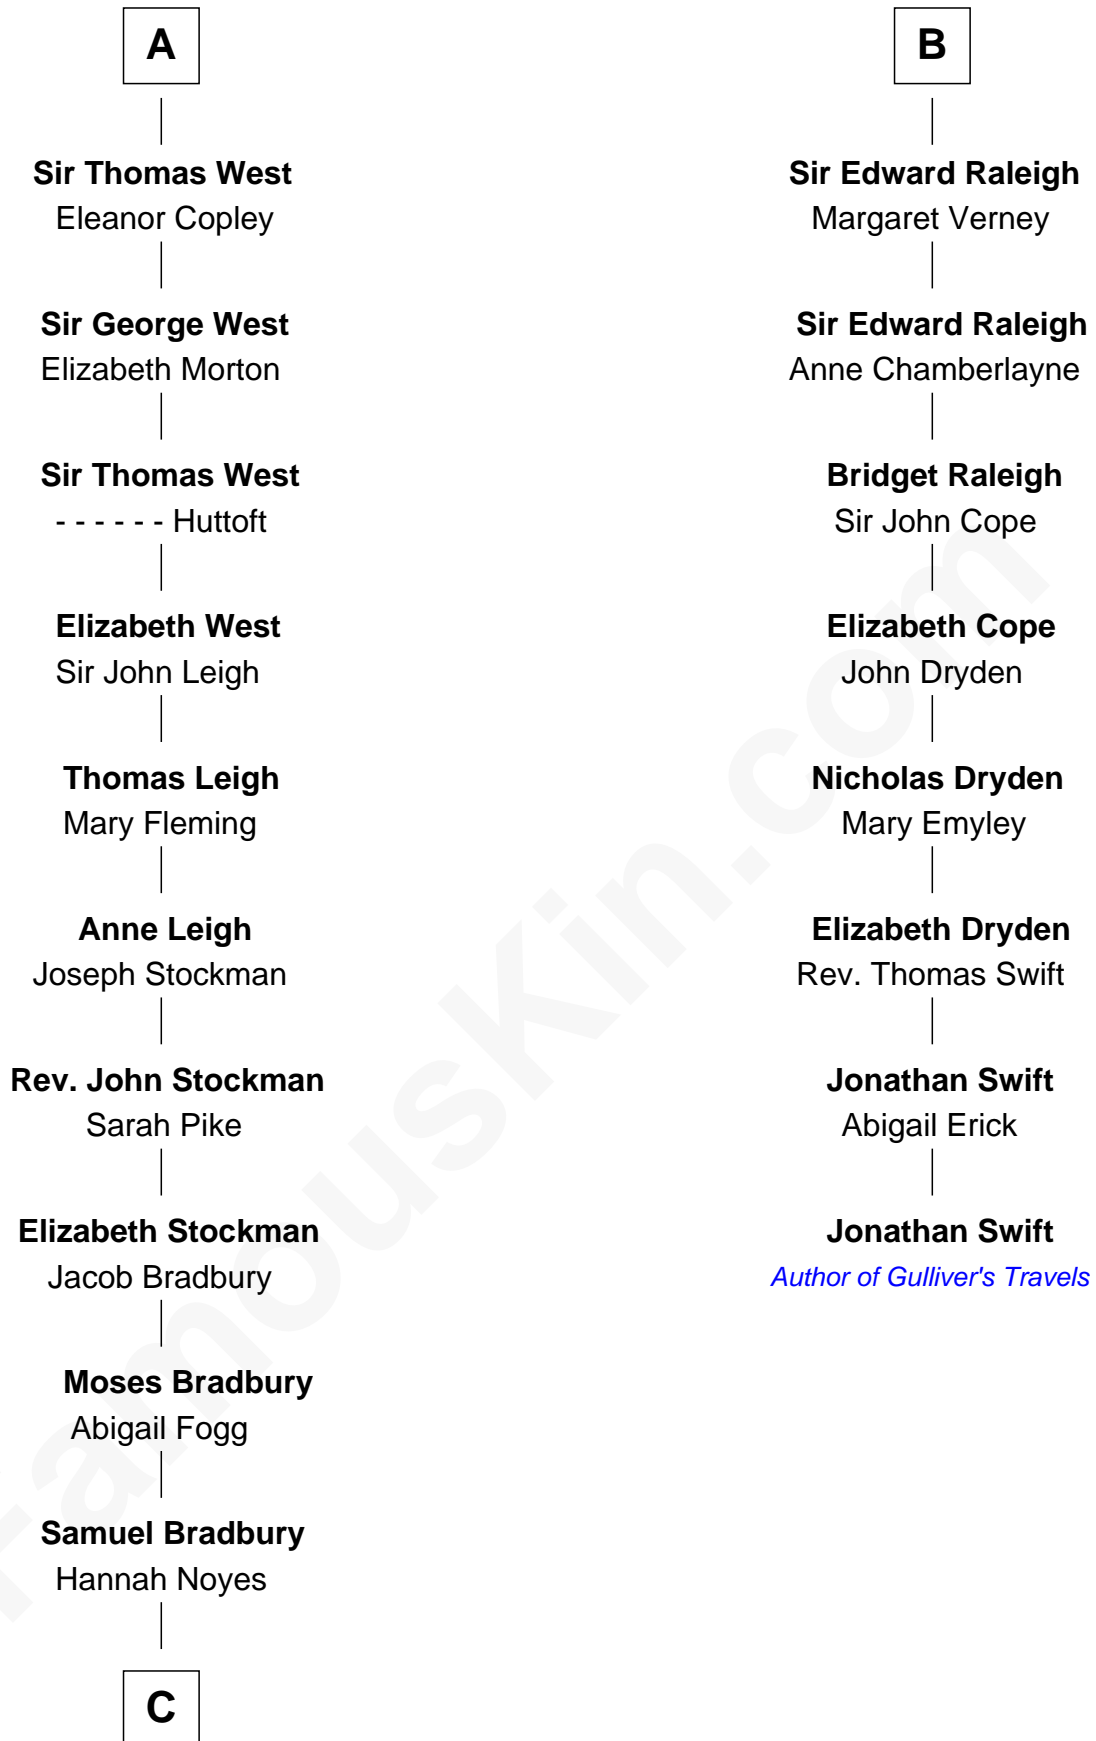 A
Sir Thomas West
Eleanor Copley
Sir George West
Elizabeth Morton
Sir Thomas West
- - - - - - Huttoft
Elizabeth West
Sir John Leigh
Thomas Leigh
Mary Fleming
Anne Leigh
Joseph Stockman
Rev. John Stockman
Sarah Pike
Elizabeth Stockman
Jacob Bradbury
Moses Bradbury
Abigail Fogg
Samuel Bradbury
Hannah Noyes
C
B
Sir Edward Raleigh
Margaret Verney
Sir Edward Raleigh
Anne Chamberlayne
Bridget Raleigh
Sir John Cope
Elizabeth Cope
John Dryden
Nicholas Dryden
Mary Emyley
Elizabeth Dryden
Rev. Thomas Swift
Jonathan Swift
Abigail Erick
Jonathan Swift
Author of Gulliver's Travels
FamousKin.com